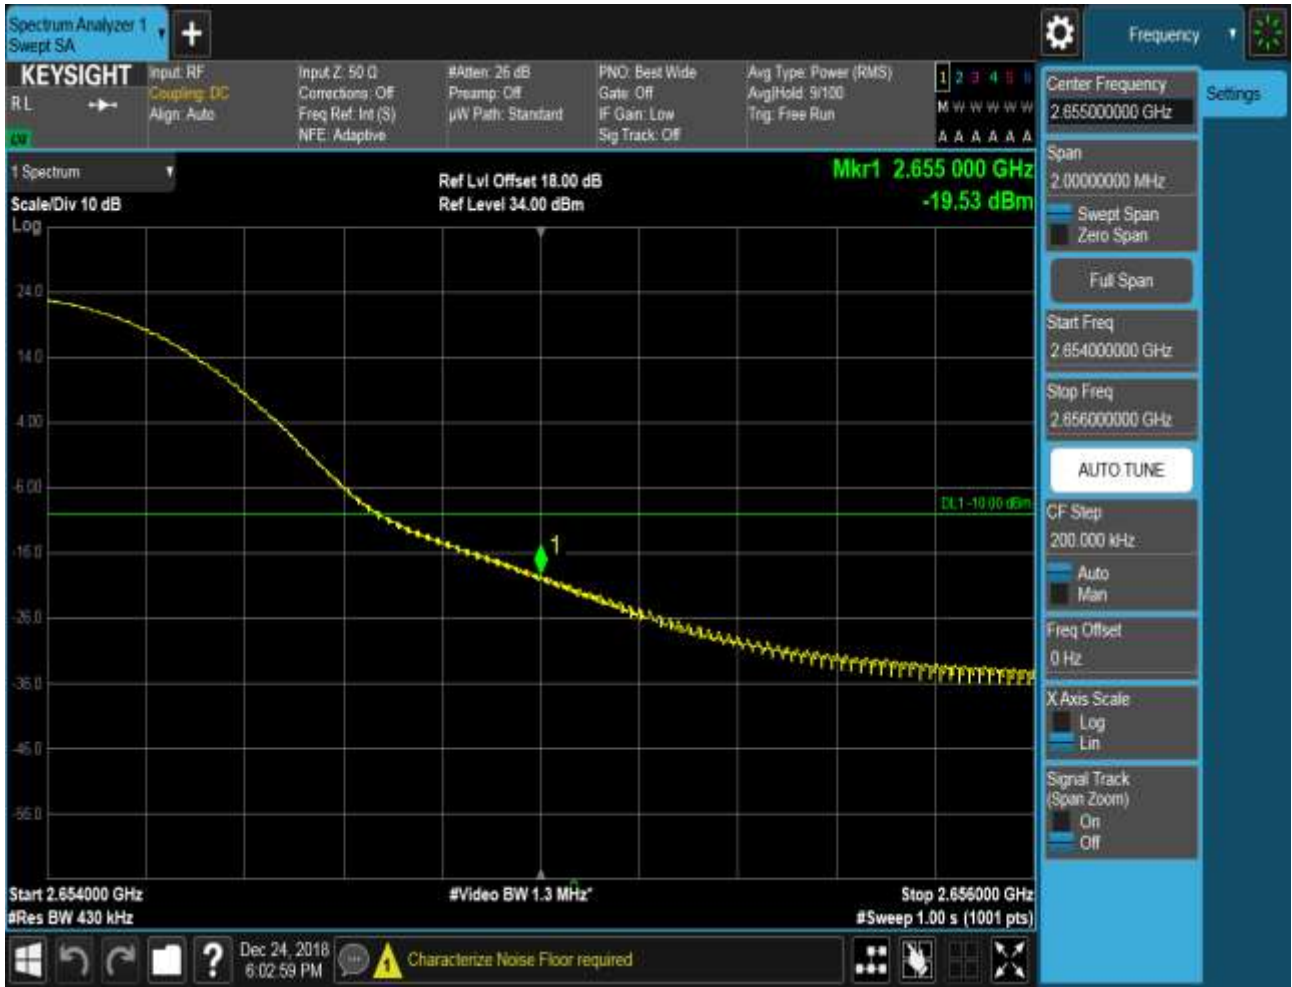 Spectrum Analyzer 1
Swept SA
Frequency
KEYSIGHT
RL
Input: RF
Coupling: DC
Align: Auto
Input Z: 50 Ω
Corrections: Off
Freq Ref: Int (S)
NFE: Adaptive
#Atten: 26 dB
Preamp: Off
µW Path: Standard
PNO: Best Wide
Gate: Off
IF Gain: Low
Sig Track: Off
Avg Type: Power (RMS)
Avg|Hold: 9/100
Trig: Free Run
1 2 3 4 5 6
M W W W W W
A A A A A A
1 Spectrum
Scale/Div 10 dB
Log
Ref Lvl Offset 18.00 dB
Ref Level 34.00 dBm
Mkr1 2.655 000 GHz
-19.53 dBm
24.0
14.0
4.00
-6.00
-16.0
-26.0
-36.0
-46.0
-56.0
DL1 -10.00 dBm
1
Start 2.654000 GHz
#Res BW 430 kHz
#Video BW 1.3 MHz*
Stop 2.656000 GHz
#Sweep 1.00 s (1001 pts)
Center Frequency
2.655000000 GHz
Settings
Span
2.00000000 MHz
Swept Span
Zero Span
Full Span
Start Freq
2.654000000 GHz
Stop Freq
2.656000000 GHz
AUTO TUNE
CF Step
200.000 kHz
Auto
Man
Freq Offset
0 Hz
X Axis Scale
Log
Lin
Signal Track
(Span Zoom)
On
Off
?
Dec 24, 2018
6:02:59 PM
Characterize Noise Floor required